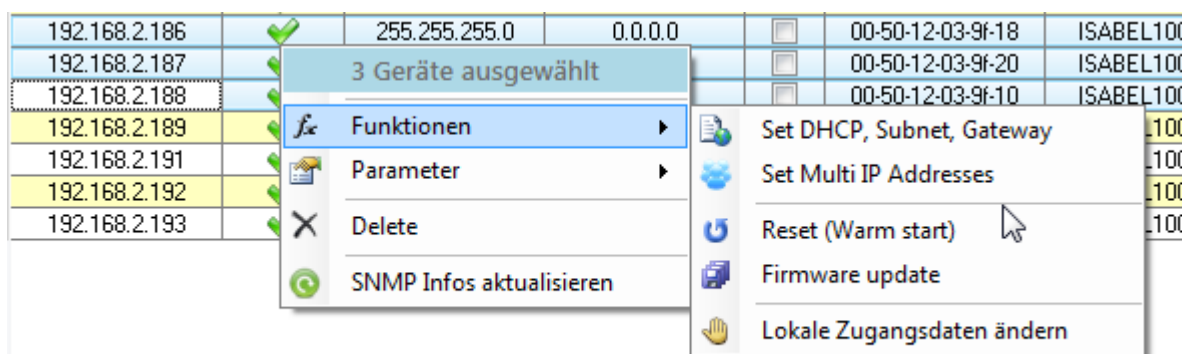 192.168.2.186 255.255.255.0 0.0.0.0 00-50-12-03-9f-18 ISABEL100
192.168.2.187 00-50-12-03-9f-20 ISABEL100
3 Geräte ausgewählt
192.168.2.188 00-50-12-03-9f-10 ISABEL100
192.168.2.189 Funktionen Set DHCP, Subnet, Gateway
192.168.2.191 Parameter Set Multi IP Addresses
192.168.2.192
192.168.2.193 Delete Reset (Warm start)
SNMP Infos aktualisieren Firmware update
Lokale Zugangsdaten ändern